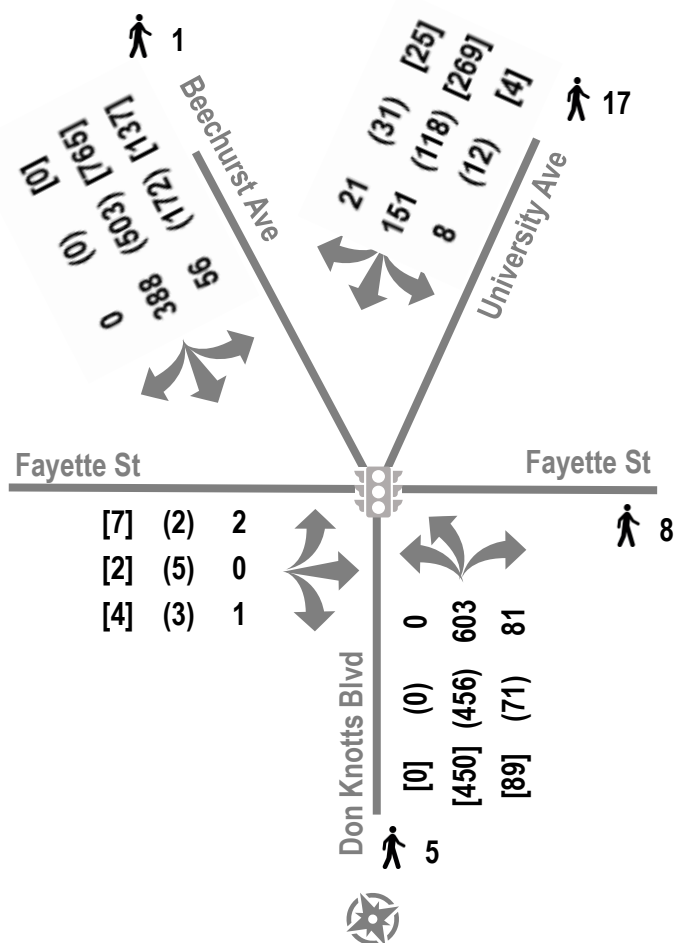 1
17
Beechurst Ave
University Ave
[0] [765] [137]
(0) (503) (172)
0 388 56
[25] [269] [4]
(31) (118) (12)
21 151 8
Fayette St
Fayette St
[7] (2) 2
[2] (5) 0
[4] (3) 1
8
0 603 81
(0) (456) (71)
[0] [450] [89]
Don Knotts Blvd
5